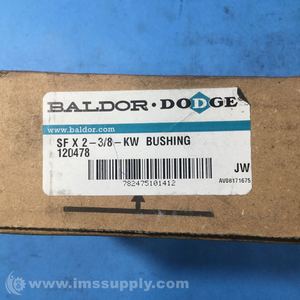 BALDOR · DODGE
www.baldor.com
SF X 2-3/8-KW BUSHING
120478
JW
782475101412
AV08171675
© www.imssupply.com